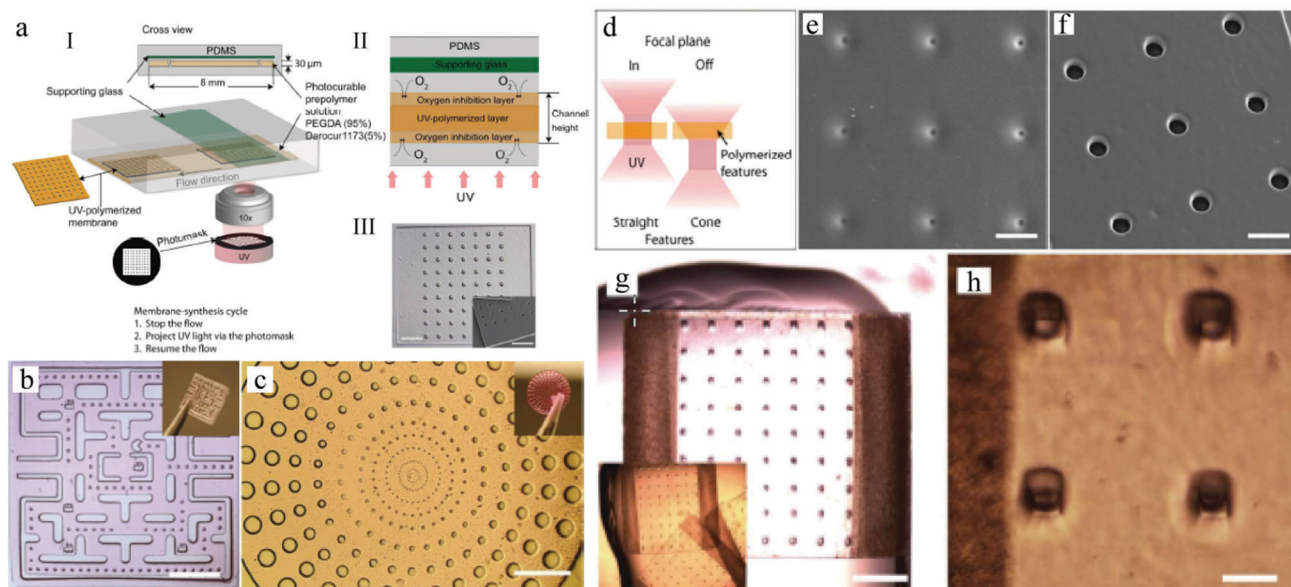 a
I
Cross view
PDMS
30 µm
8 mm
Supporting glass
Photocurable
prepolymer
solution
PEGDA (95%)
Darocur1173(5%)
Flow direction
UV-polymerized
membrane
10x
Photomask
UV
Membrane-synthesis cycle
1. Stop the flow
2. Project UV light via the photomask
3. Resume the flow
II
PDMS
Supporting glass
O2
O2
Oxygen inhibition layer
UV-polymerized layer
Oxygen inhibition layer
Channel
height
O2
O2
UV
III
b
c
d
Focal plane
In
Off
UV
Polymerized
features
Straight
Cone
Features
e
f
g
h